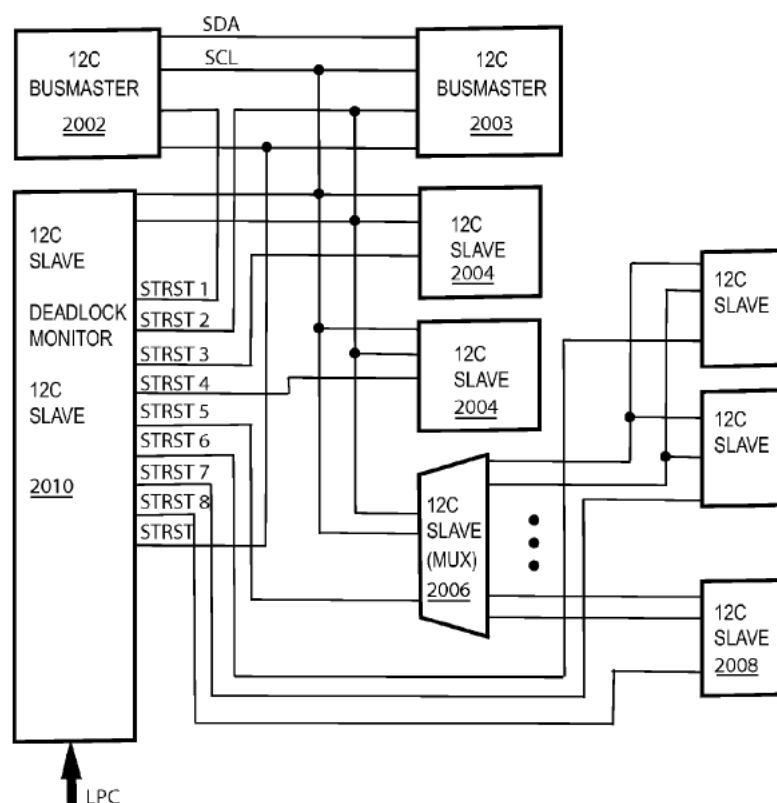 SDA
SCL
12C
BUSMASTER
2002
12C
BUSMASTER
2003
12C
SLAVE
DEADLOCK
MONITOR
12C
SLAVE
2010
STRST 1
STRST 2
STRST 3
STRST 4
STRST 5
STRST 6
STRST 7
STRST 8
STRST
LPC
12C
SLAVE
2004
12C
SLAVE
2004
12C
SLAVE
(MUX)
2006
12C
SLAVE
12C
SLAVE
12C
SLAVE
2008